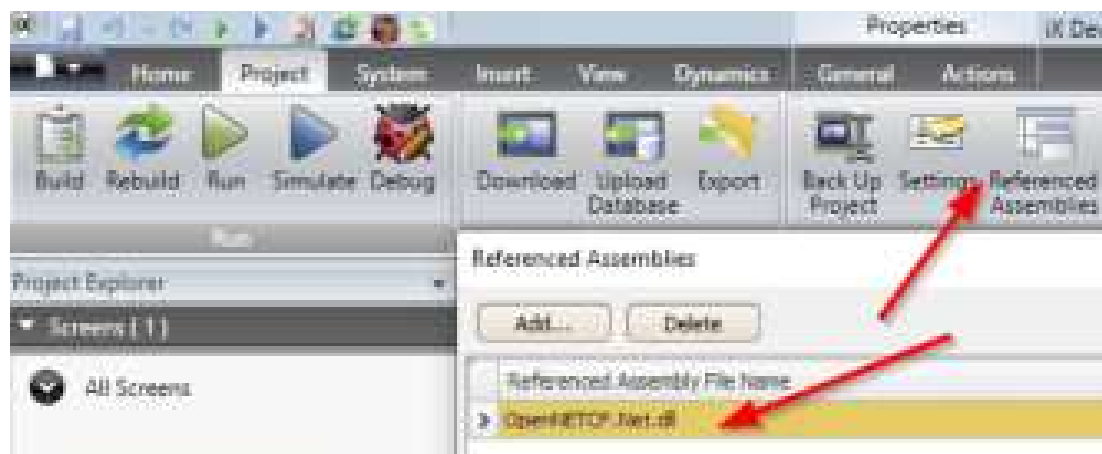 Properties iX Dev
Home Project System Insert View Dynamics General Actions
Build Rebuild Run Simulate Debug Download Upload Database Export Back Up Project Settings Referenced Assemblies
Run
Referenced Assemblies
Project Explorer
Add... Delete
Screens (1)
All Screens
Referenced Assembly File Name
OpenNETCF.Net.dll